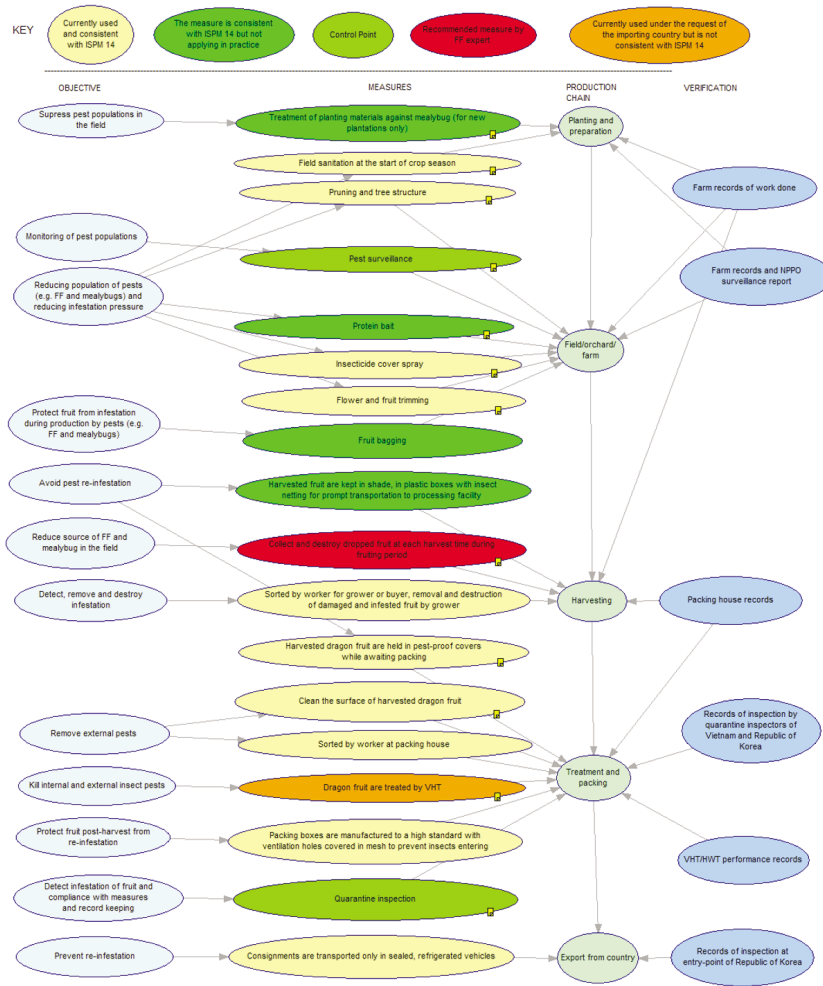 KEY
Currently used
and consistent
with ISPM 14
The measure is consistent
with ISPM 14 but not
applying in practice
Control Point
Recommended measure by
FF expert
Currently used under the request of
the importing country but is not
consistent with ISPM 14
OBJECTIVE
MEASURES
PRODUCTION
CHAIN
VERIFICATION
Supress pest populations in
the field
Treatment of planting materials against mealybug (for new
plantations only)
Planting and
preparation
Field sanitation at the start of crop season
Pruning and tree structure
Farm records of work done
Monitoring of pest populations
Pest surveillance
Farm records and NPPO
surveillance report
Reducing population of pests
(e.g. FF and mealybugs) and
reducing infestation pressure
Protein bait
Field/orchard/
farm
Insecticide cover spray
Flower and fruit trimming
Protect fruit from infestation
during production by pests (e.g.
FF and mealybugs)
Fruit bagging
Avoid pest re-infestation
Harvested fruit are kept in shade, in plastic boxes with insect
netting for prompt transportation to processing facility
Reduce source of FF and
mealybug in the field
Collect and destroy dropped fruit at each harvest time during
fruiting period
Detect, remove and destroy
infestation
Sorted by worker for grower or buyer, removal and destruction
of damaged and infested fruit by grower
Harvesting
Packing house records
Harvested dragon fruit are held in pest-proof covers
while awaiting packing
Clean the surface of harvested dragon fruit
Remove external pests
Sorted by worker at packing house
Records of inspection by
quarantine inspectors of
Vietnam and Republic of
Korea
Kill internal and external insect pests
Dragon fruit are treated by VHT
Treatment and
packing
Protect fruit post-harvest from
re-infestation
Packing boxes are manufactured to a high standard with
ventilation holes covered in mesh to prevent insects entering
VHT/HWT performance records
Detect infestation of fruit and
compliance with measures
and record keeping
Quarantine inspection
Prevent re-infestation
Consignments are transported only in sealed, refrigerated vehicles
Export from country
Records of inspection at
entry-point of Republic of Korea